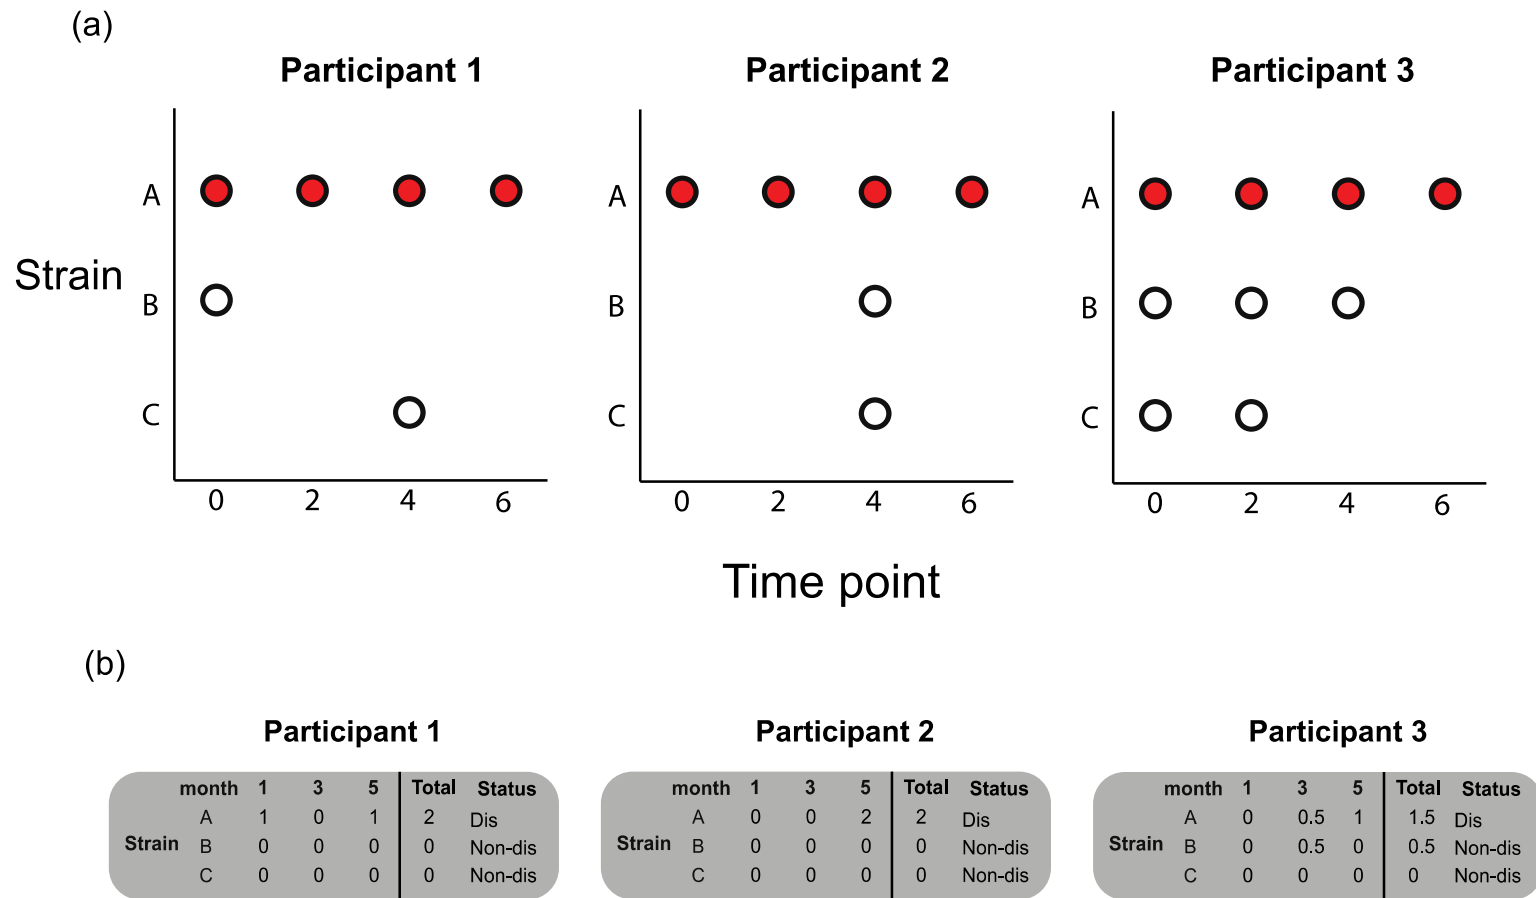 (a)
Participant 1 Participant 2 Participant 3
A A A
Strain
B B B
C C C
0 2 4 6 0 2 4 6 0 2 4 6
Time point
(b)
Participant 1 Participant 2 Participant 3
month 1 3 5 Total Status month 1 3 5 Total Status month 1 3 5 Total Status
A 1 0 1 2 Dis A 0 0 2 2 Dis A 0 0.5 1 1.5 Dis
Strain B 0 0 0 0 Non-dis Strain B 0 0 0 0 Non-dis Strain B 0 0.5 0 0.5 Non-dis
C 0 0 0 0 Non-dis C 0 0 0 0 Non-dis C 0 0 0 0 Non-dis